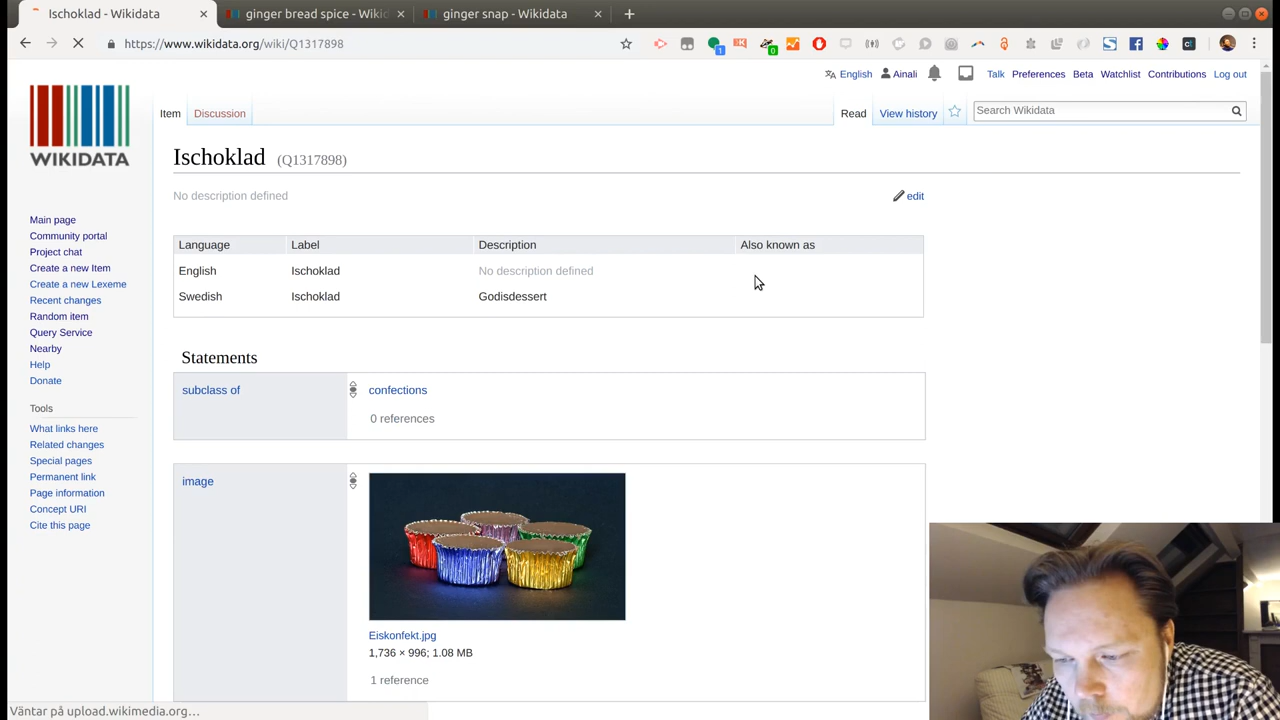 Ischoklad - Wikidata
ginger bread spice - Wikid
ginger snap - Wikidata
https://www.wikidata.org/wiki/Q1317898
1
0
English
Ainali
Talk
Preferences
Beta
Watchlist
Contributions
Log out
Item
Discussion
Read
View history
Search Wikidata
WIKIDATA
Main page
Community portal
Project chat
Create a new Item
Create a new Lexeme
Recent changes
Random item
Query Service
Nearby
Help
Donate
Tools
What links here
Related changes
Special pages
Permanent link
Page information
Concept URI
Cite this page
Ischoklad (Q1317898)
No description defined
edit
Language Label Description Also known as
English Ischoklad No description defined
Swedish Ischoklad Godisdessert
Statements
subclass of
confections
0 references
image
Eiskonfekt.jpg
1,736 × 996; 1.08 MB
1 reference
Väntar på upload.wikimedia.org…